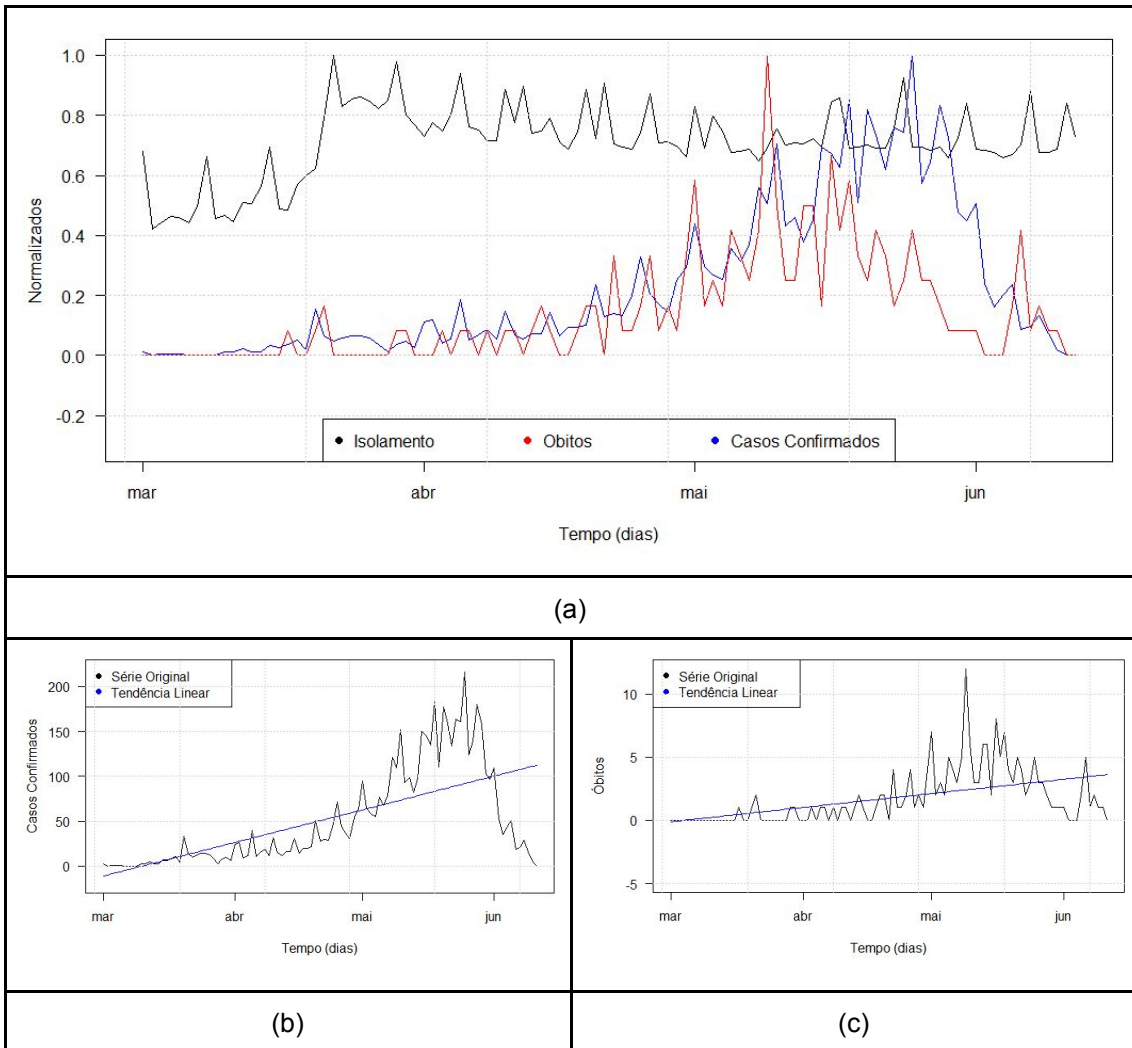 1.0
0.8
0.6
0.4
0.2
0.0
-0.2
Normalizados
Isolamento Obitos Casos Confirmados
mar abr mai jun
Tempo (dias)
(a)
Série Original
Tendência Linear
200
150
100
50
0
Casos Confirmados
mar abr mai jun
Tempo (dias)
Série Original
Tendência Linear
10
5
0
-5
Óbitos
mar abr mai jun
Tempo (dias)
(b)
(c)